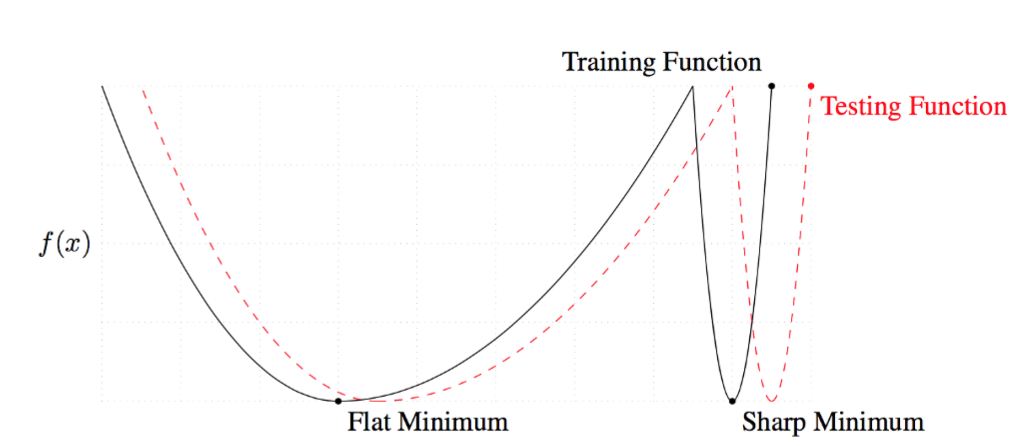 Training Function
Testing Function
f(x)
Flat Minimum
Sharp Minimum